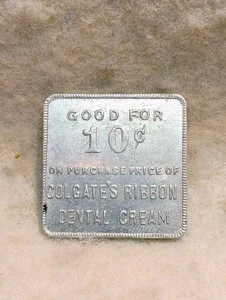 GOOD FOR
10¢
ON PURCHASE PRICE OF
COLGATE'S RIBBON
DENTAL CREAM